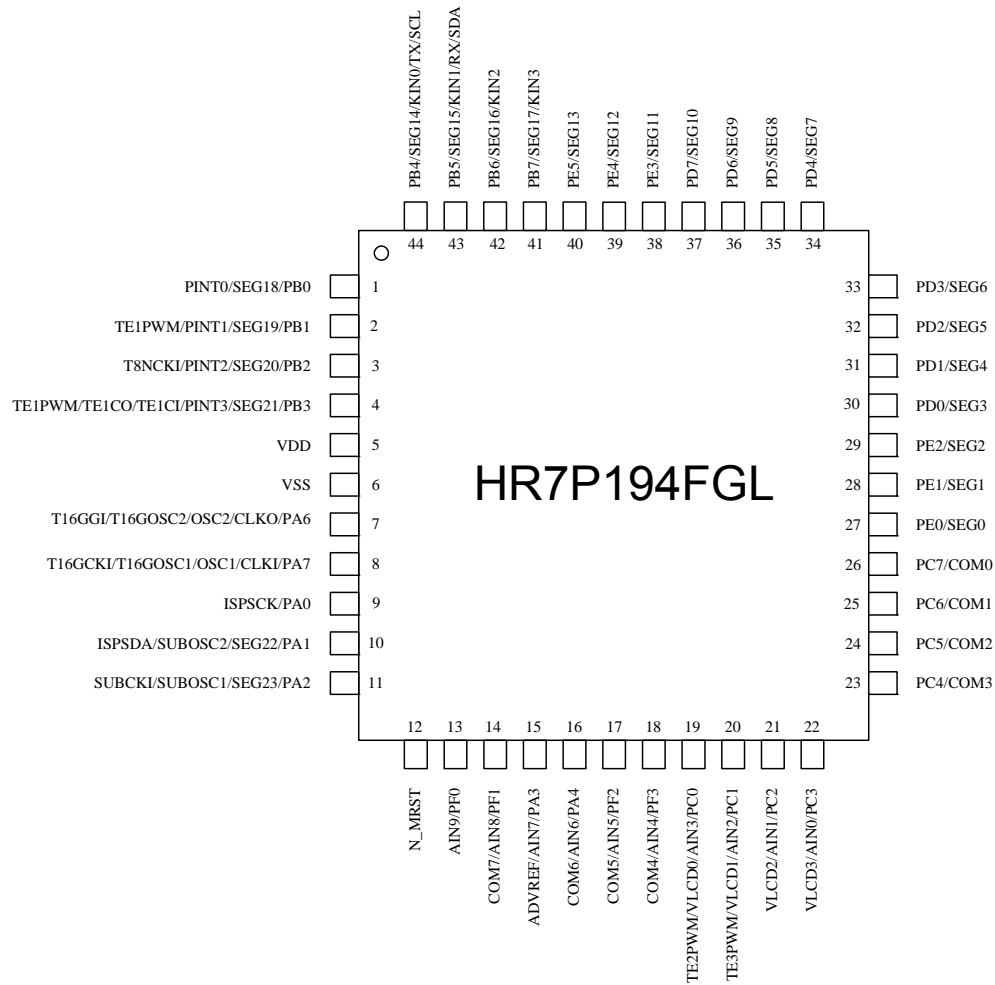 PB4/SEG14/KIN0/TX/SCL
PB5/SEG15/KIN1/RX/SDA
PB6/SEG16/KIN2
PB7/SEG17/KIN3
PE5/SEG13
PE4/SEG12
PE3/SEG11
PD7/SEG10
PD6/SEG9
PD5/SEG8
PD4/SEG7
44 43 42 41 40 39 38 37 36 35 34
PINT0/SEG18/PB0 1
TE1PWM/PINT1/SEG19/PB1 2
T8NCKI/PINT2/SEG20/PB2 3
TE1PWM/TE1CO/TE1CI/PINT3/SEG21/PB3 4
VDD 5
VSS 6
T16GGI/T16GOSC2/OSC2/CLKO/PA6 7
T16GCKI/T16GOSC1/OSC1/CLKI/PA7 8
ISPSCK/PA0 9
ISPSDA/SUBOSC2/SEG22/PA1 10
SUBCKI/SUBOSC1/SEG23/PA2 11
HR7P194FGL
33 PD3/SEG6
32 PD2/SEG5
31 PD1/SEG4
30 PD0/SEG3
29 PE2/SEG2
28 PE1/SEG1
27 PE0/SEG0
26 PC7/COM0
25 PC6/COM1
24 PC5/COM2
23 PC4/COM3
12 13 14 15 16 17 18 19 20 21 22
N_MRST
AIN9/PF0
COM7/AIN8/PF1
ADVREF/AIN7/PA3
COM6/AIN6/PA4
COM5/AIN5/PF2
COM4/AIN4/PF3
TE2PWM/VLCD0/AIN3/PC0
TE3PWM/VLCD1/AIN2/PC1
VLCD2/AIN1/PC2
VLCD3/AIN0/PC3